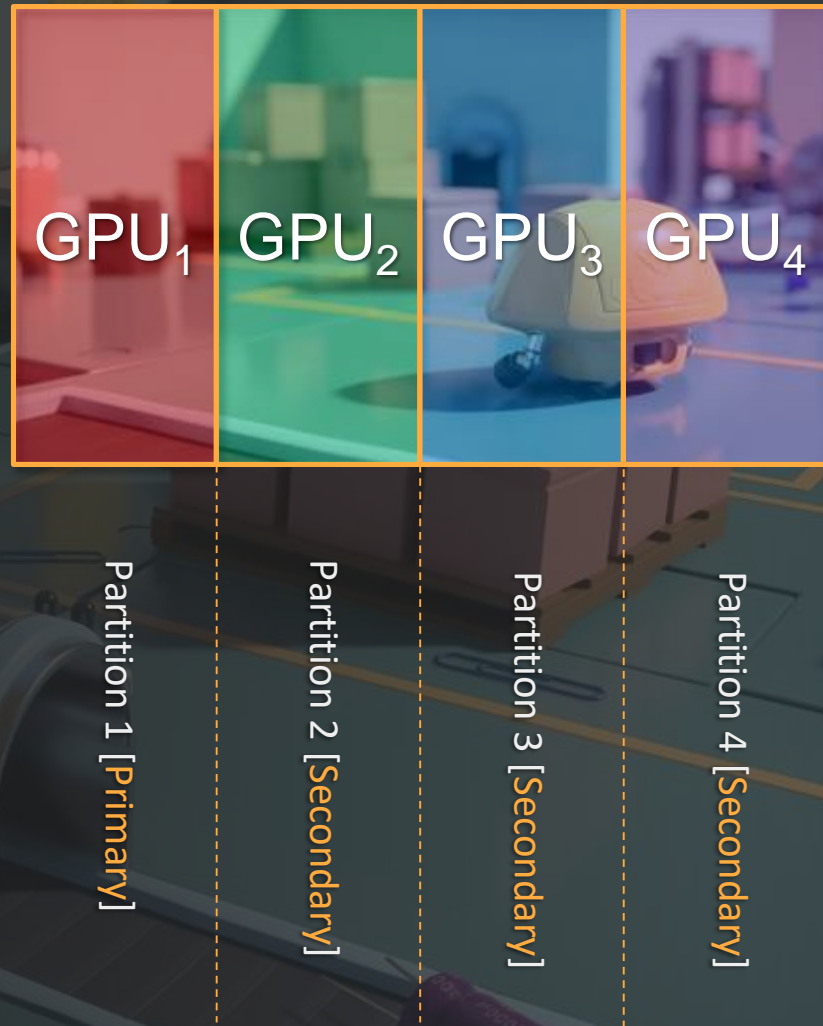 GPU₁
GPU₂
GPU₃
GPU₄
Partition 1 [Primary]
Partition 2 [Secondary]
Partition 3 [Secondary]
Partition 4 [Secondary]